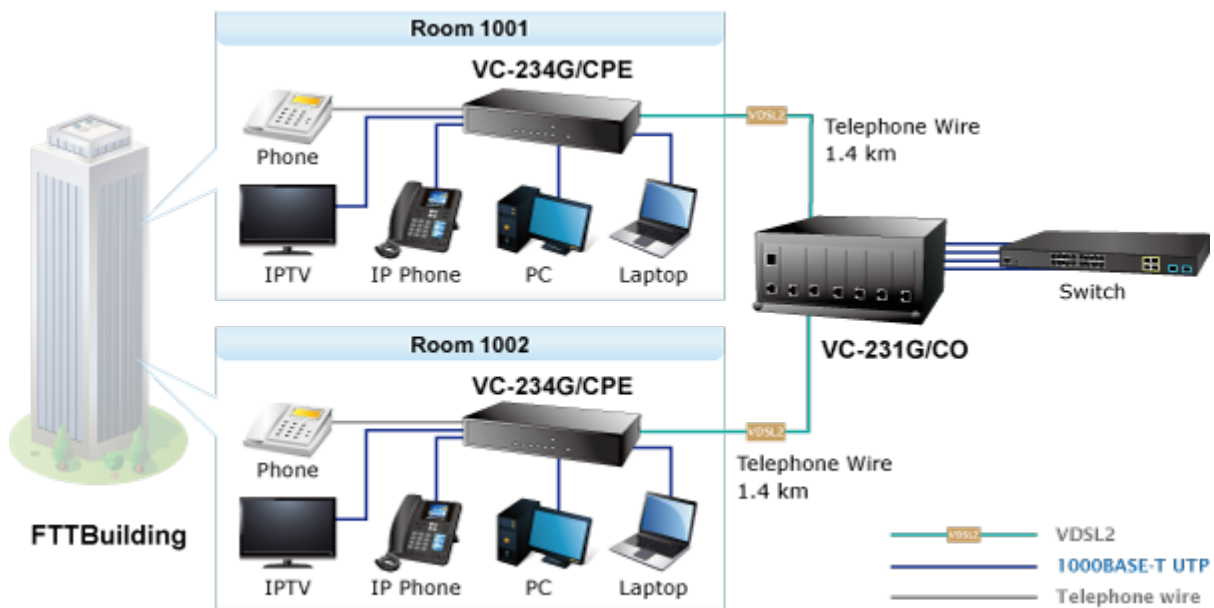 Room 1001
VC-234G/CPE
Phone
IPTV
IP Phone
PC
Laptop
VDSL2
Telephone Wire
1.4 km
Switch
VC-231G/CO
Room 1002
VC-234G/CPE
Phone
IPTV
IP Phone
PC
Laptop
VDSL2
Telephone Wire
1.4 km
FTTBuilding
VDSL2
VDSL2
1000BASE-T UTP
Telephone wire